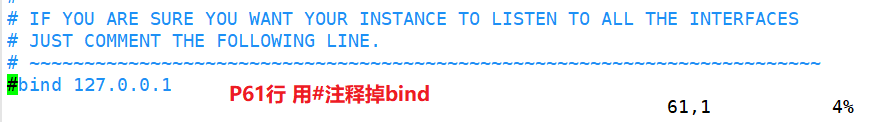 #
# IF YOU ARE SURE YOU WANT YOUR INSTANCE TO LISTEN TO ALL THE INTERFACES
# JUST COMMENT THE FOLLOWING LINE.
# ~~~~~~~~~~~~~~~~~~~~~~~~~~~~~~~~~~~~~~~~~~~~~~~~~~~~~~~~~~~~~~~~~~~~~~~~
#bind 127.0.0.1
P61行 用#注释掉bind
61,1 4%